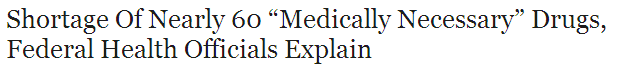 Shortage Of Nearly 60 “Medically Necessary” Drugs,
Federal Health Officials Explain